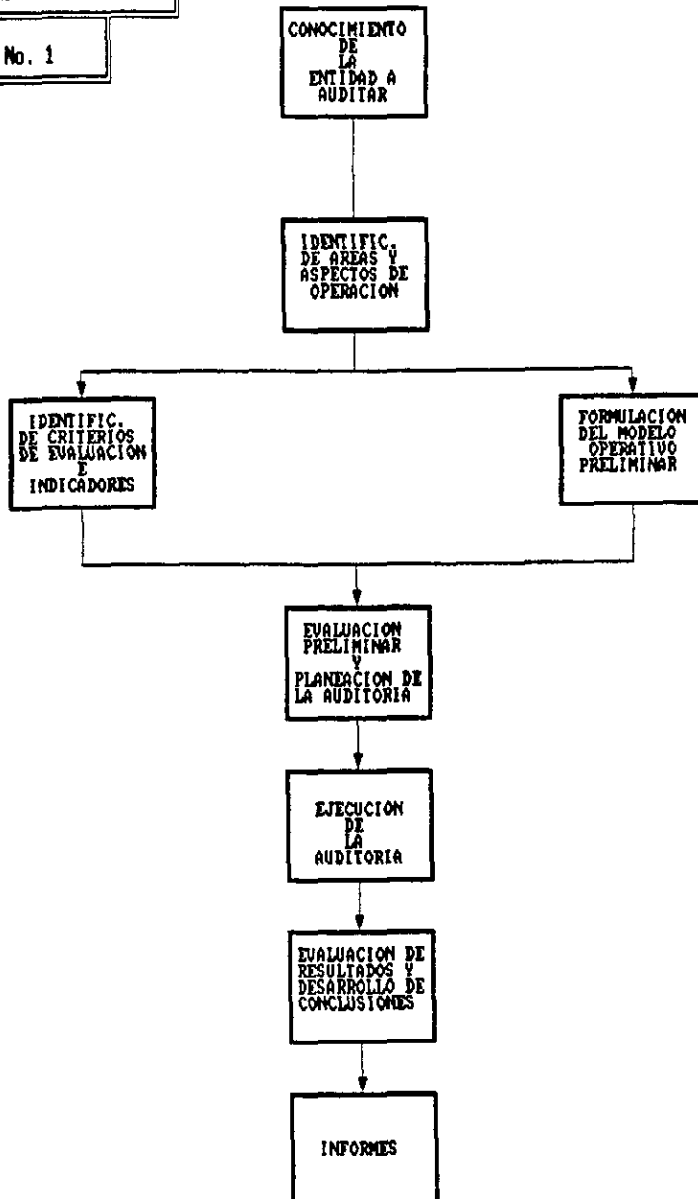 No. 1
CONOCIMIENTO
DE
LA
ENTIDAD A
AUDITAR
IDENTIFIC.
DE AREAS Y
ASPECTOS DE
OPERACION
IDENTIFIC.
DE CRITERIOS
DE EVALUACION
E
INDICADORES
FORMULACION
DEL MODELO
OPERATIVO
PRELIMINAR
EVALUACION
PRELIMINAR
Y
PLANEACION DE
LA AUDITORIA
EJECUCION
DE
LA
AUDITORIA
EVALUACION DE
RESULTADOS Y
DESARROLLO DE
CONCLUSIONES
INFORMES